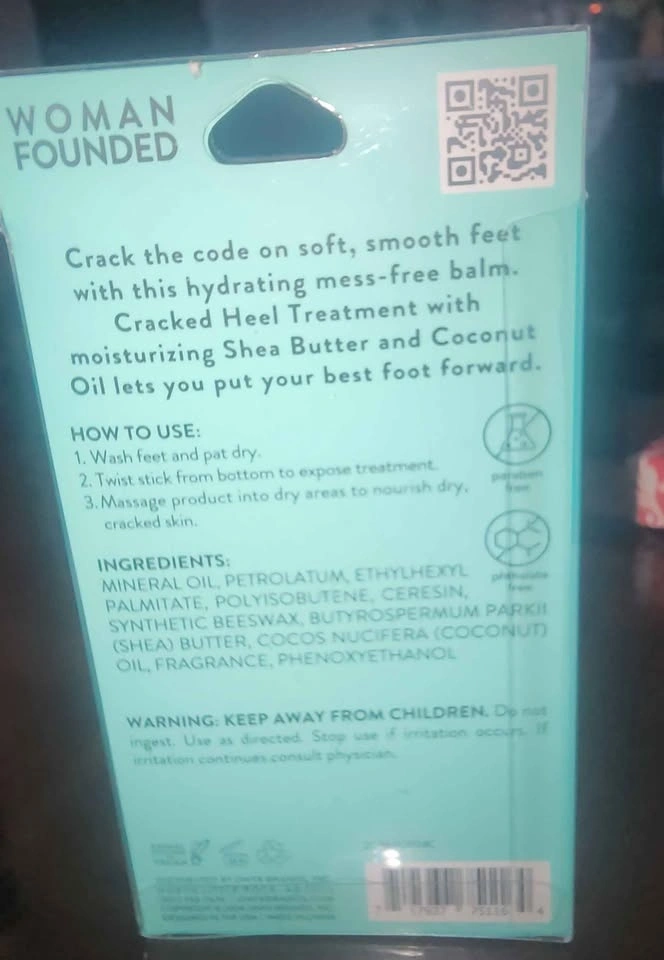 WOMAN
FOUNDED
Crack the code on soft, smooth feet
with this hydrating mess-free balm.
Cracked Heel Treatment with
moisturizing Shea Butter and Coconut
Oil lets you put your best foot forward.
HOW TO USE:
1. Wash feet and pat dry.
2. Twist stick from bottom to expose treatment.
3. Massage product into dry areas to nourish dry,
cracked skin.
paraben
free
phthalate
free
INGREDIENTS:
MINERAL OIL, PETROLATUM, ETHYLHEXYL
PALMITATE, POLYISOBUTENE, CERESIN,
SYNTHETIC BEESWAX, BUTYROSPERMUM PARKII
(SHEA) BUTTER, COCOS NUCIFERA (COCONUT)
OIL, FRAGRANCE, PHENOXYETHANOL
WARNING: KEEP AWAY FROM CHILDREN. Do not
ingest. Use as directed. Stop use if irritation occurs. If
irritation continues consult physician.